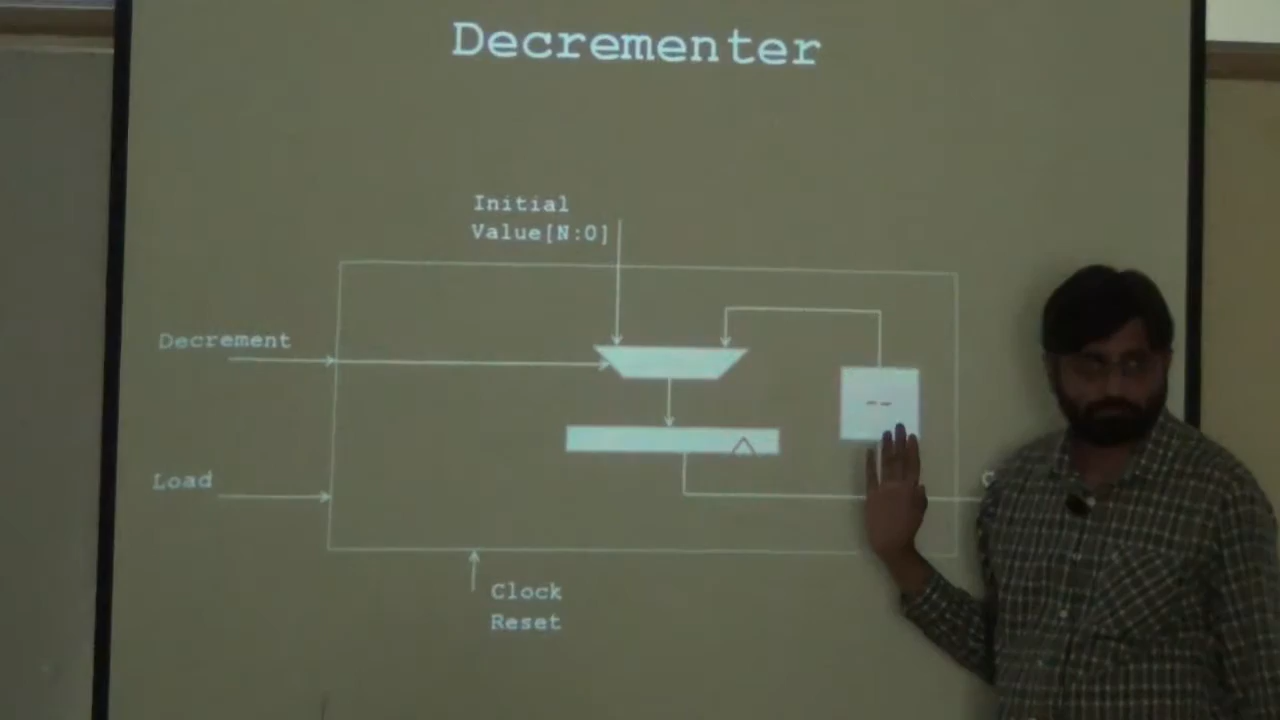 Decrementer
Initial
Value[N:0]
Decrement
--
Load
Clock
Reset